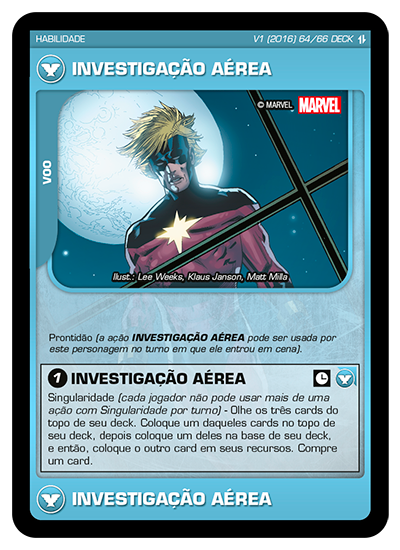 HABILIDADE
V1 (2016) 64/66 DECK
INVESTIGAÇÃO AÉREA
© MARVEL MARVEL
VOO
Ilust.: Lee Weeks, Klaus Janson, Matt Milla
Prontidão (a ação INVESTIGAÇÃO AÉREA pode ser usada por
este personagem no turno em que ele entrou em cena).
1 INVESTIGAÇÃO AÉREA
Singularidade (cada jogador não pode usar mais de uma
ação com Singularidade por turno) - Olhe os três cards do
topo de seu deck. Coloque um daqueles cards no topo de
seu deck, depois coloque um deles na base de seu deck,
e então, coloque o outro card em seus recursos. Compre
um card.
INVESTIGAÇÃO AÉREA